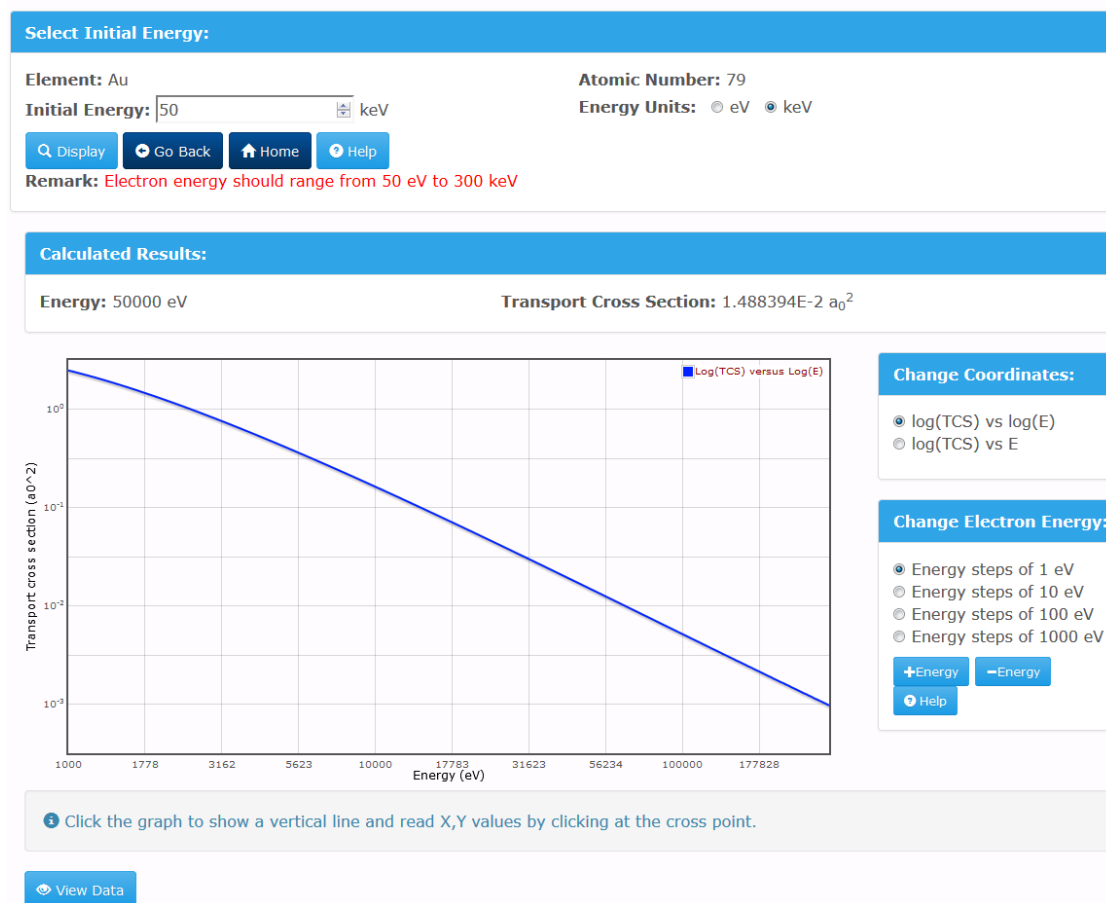 Select Initial Energy:
Element: Au
Atomic Number: 79
Initial Energy: 50 keV
Energy Units: eV keV
Display Go Back Home Help
Remark: Electron energy should range from 50 eV to 300 keV
Calculated Results:
Energy: 50000 eV
Transport Cross Section: 1.488394E-2 a₀²
Log(TCS) versus Log(E)
Transport cross section (a0^2)
10⁰
10⁻¹
10⁻²
10⁻³
1000 1778 3162 5623 10000 17783 31623 56234 100000 177828
Energy (eV)
Change Coordinates:
log(TCS) vs log(E)
log(TCS) vs E
Change Electron Energy:
Energy steps of 1 eV
Energy steps of 10 eV
Energy steps of 100 eV
Energy steps of 1000 eV
+Energy −Energy
Help
Click the graph to show a vertical line and read X,Y values by clicking at the cross point.
View Data